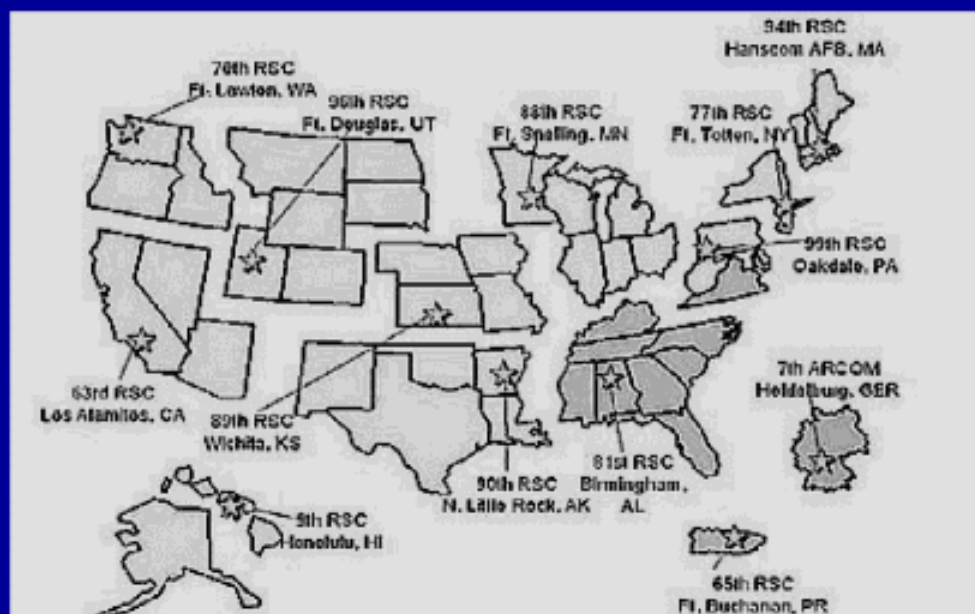 94th RSC
Hanscom AFB, MA
70th RSC
Ft. Lawton, WA
96th RSC
Ft. Douglas, UT
88th RSC
Ft. Snelling, MN
77th RSC
Ft. Totten, NY
99th RSC
Oakdale, PA
63rd RSC
Los Alamitos, CA
89th RSC
Wichita, KS
7th ARCOM
Heidelburg, GER
90th RSC
N. Little Rock, AK
81st RSC
Birmingham,
AL
9th RSC
Honolulu, HI
65th RSC
Ft. Buchanan, PR